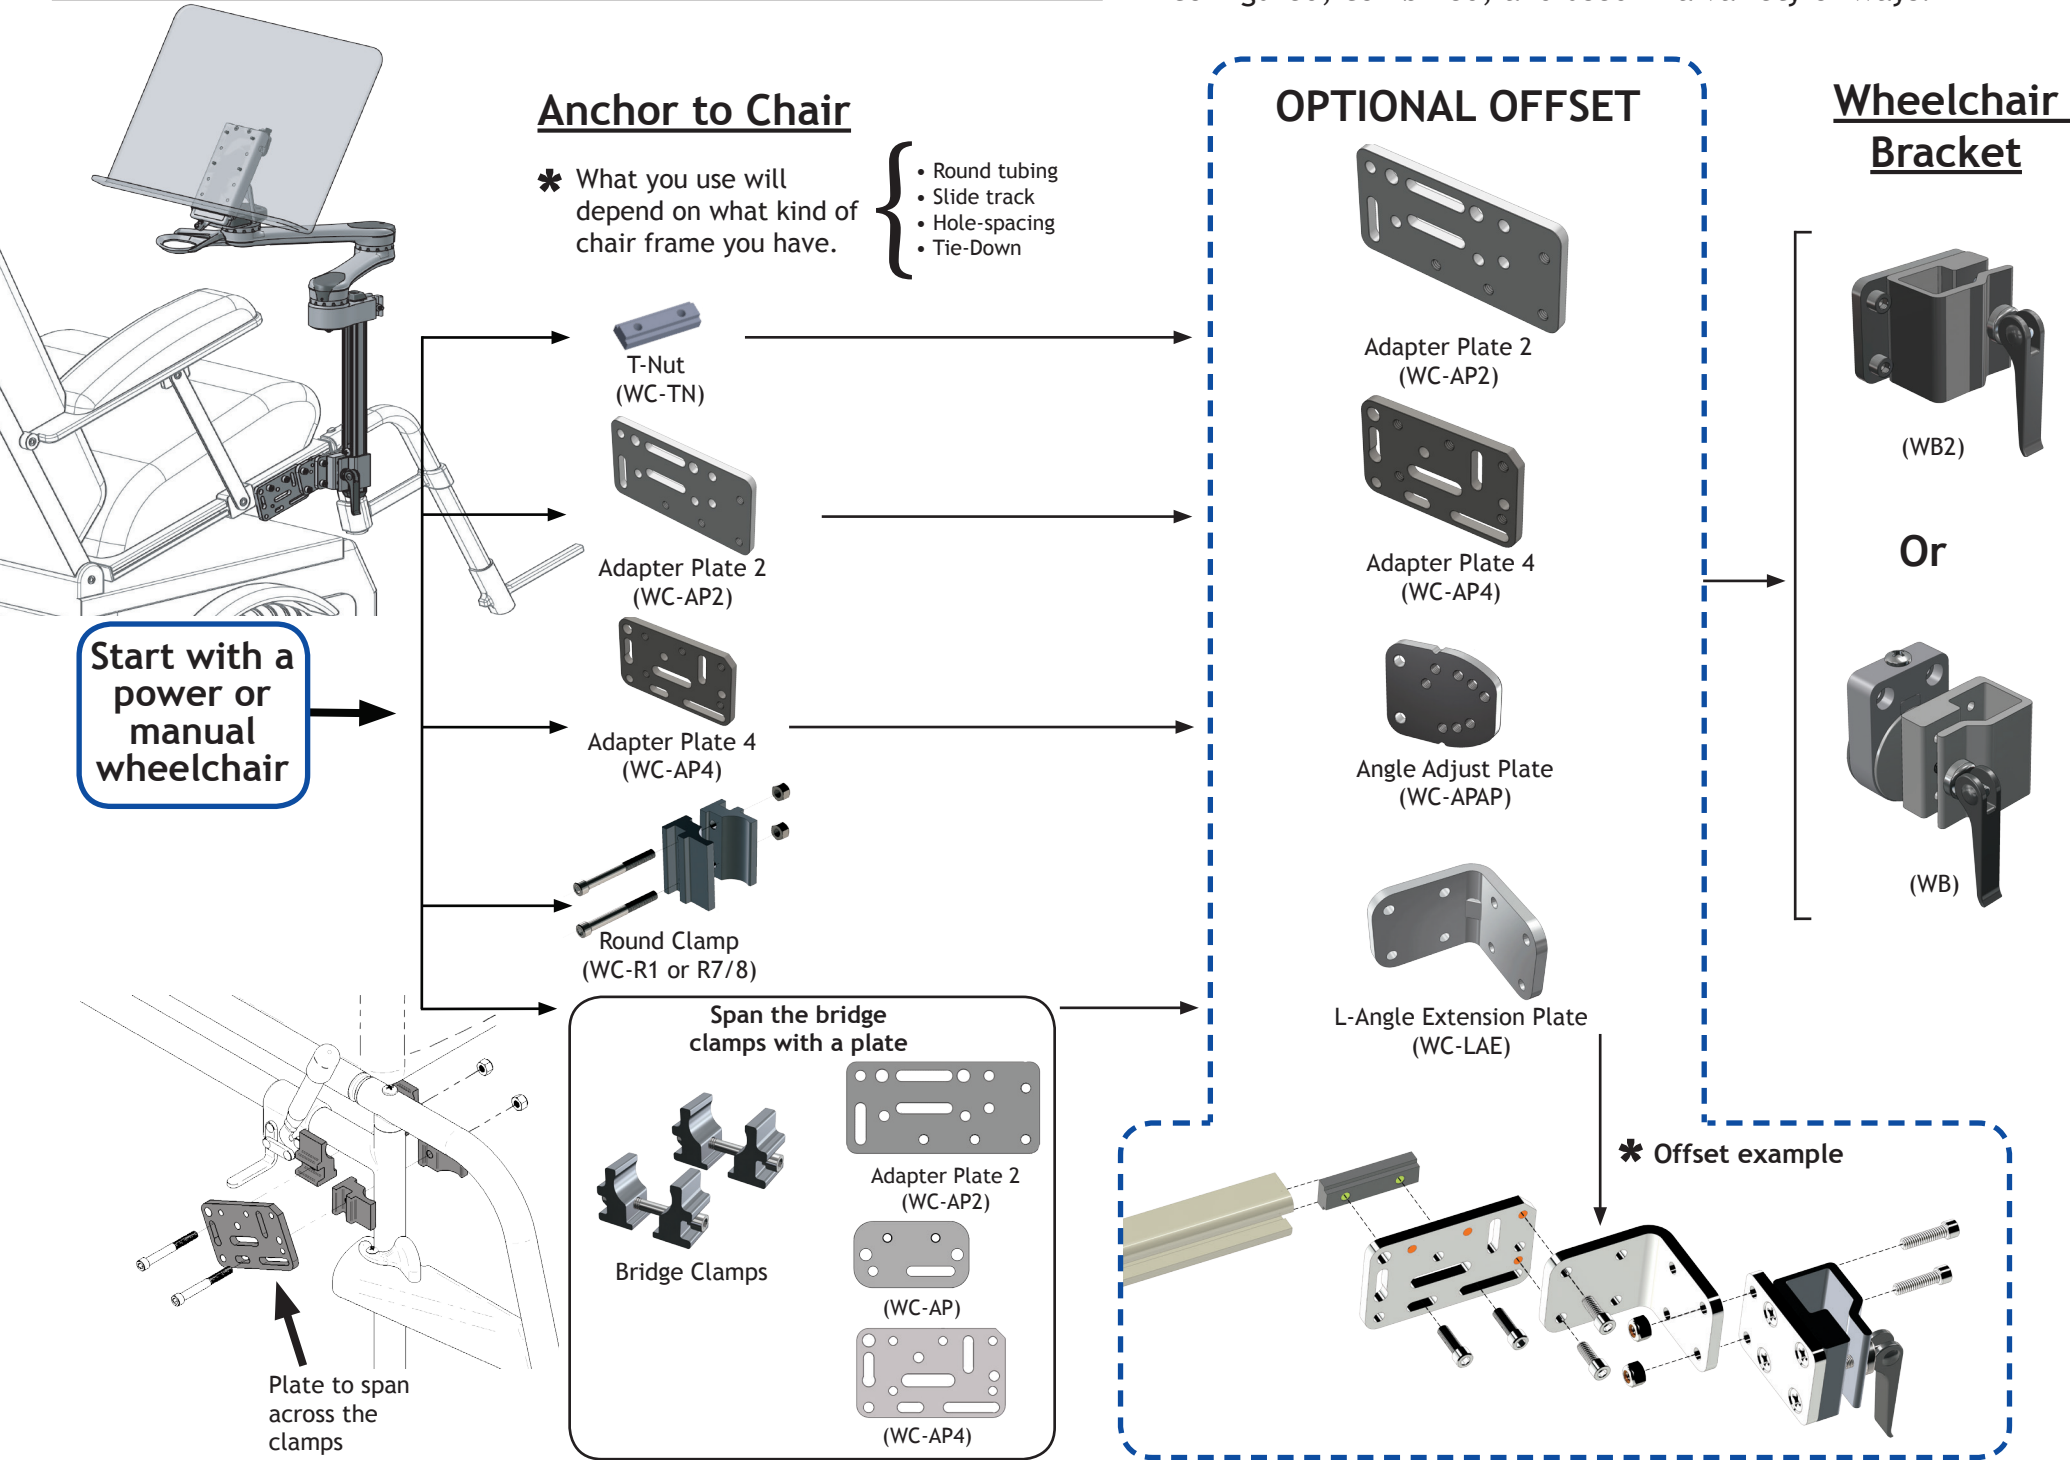 Anchor to Chair
* What you use will
depend on what kind of
chair frame you have.
• Round tubing
• Slide track
• Hole-spacing
• Tie-Down
T-Nut
(WC-TN)
Adapter Plate 2
(WC-AP2)
Adapter Plate 4
(WC-AP4)
Round Clamp
(WC-R1 or R7/8)
Start with a
power or
manual
wheelchair
Span the bridge
clamps with a plate
Bridge Clamps
Adapter Plate 2
(WC-AP2)
(WC-AP)
(WC-AP4)
Plate to span
across the
clamps
OPTIONAL OFFSET
Adapter Plate 2
(WC-AP2)
Adapter Plate 4
(WC-AP4)
Angle Adjust Plate
(WC-APAP)
L-Angle Extension Plate
(WC-LAE)
* Offset example
Wheelchair
Bracket
(WB2)
Or
(WB)